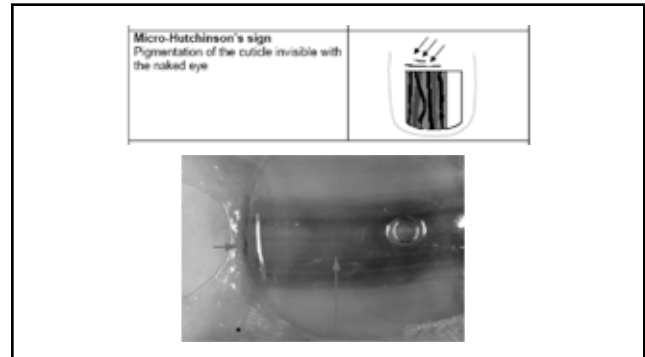 Micro-Hutchinson's sign
Pigmentation of the cuticle invisible with
the naked eye